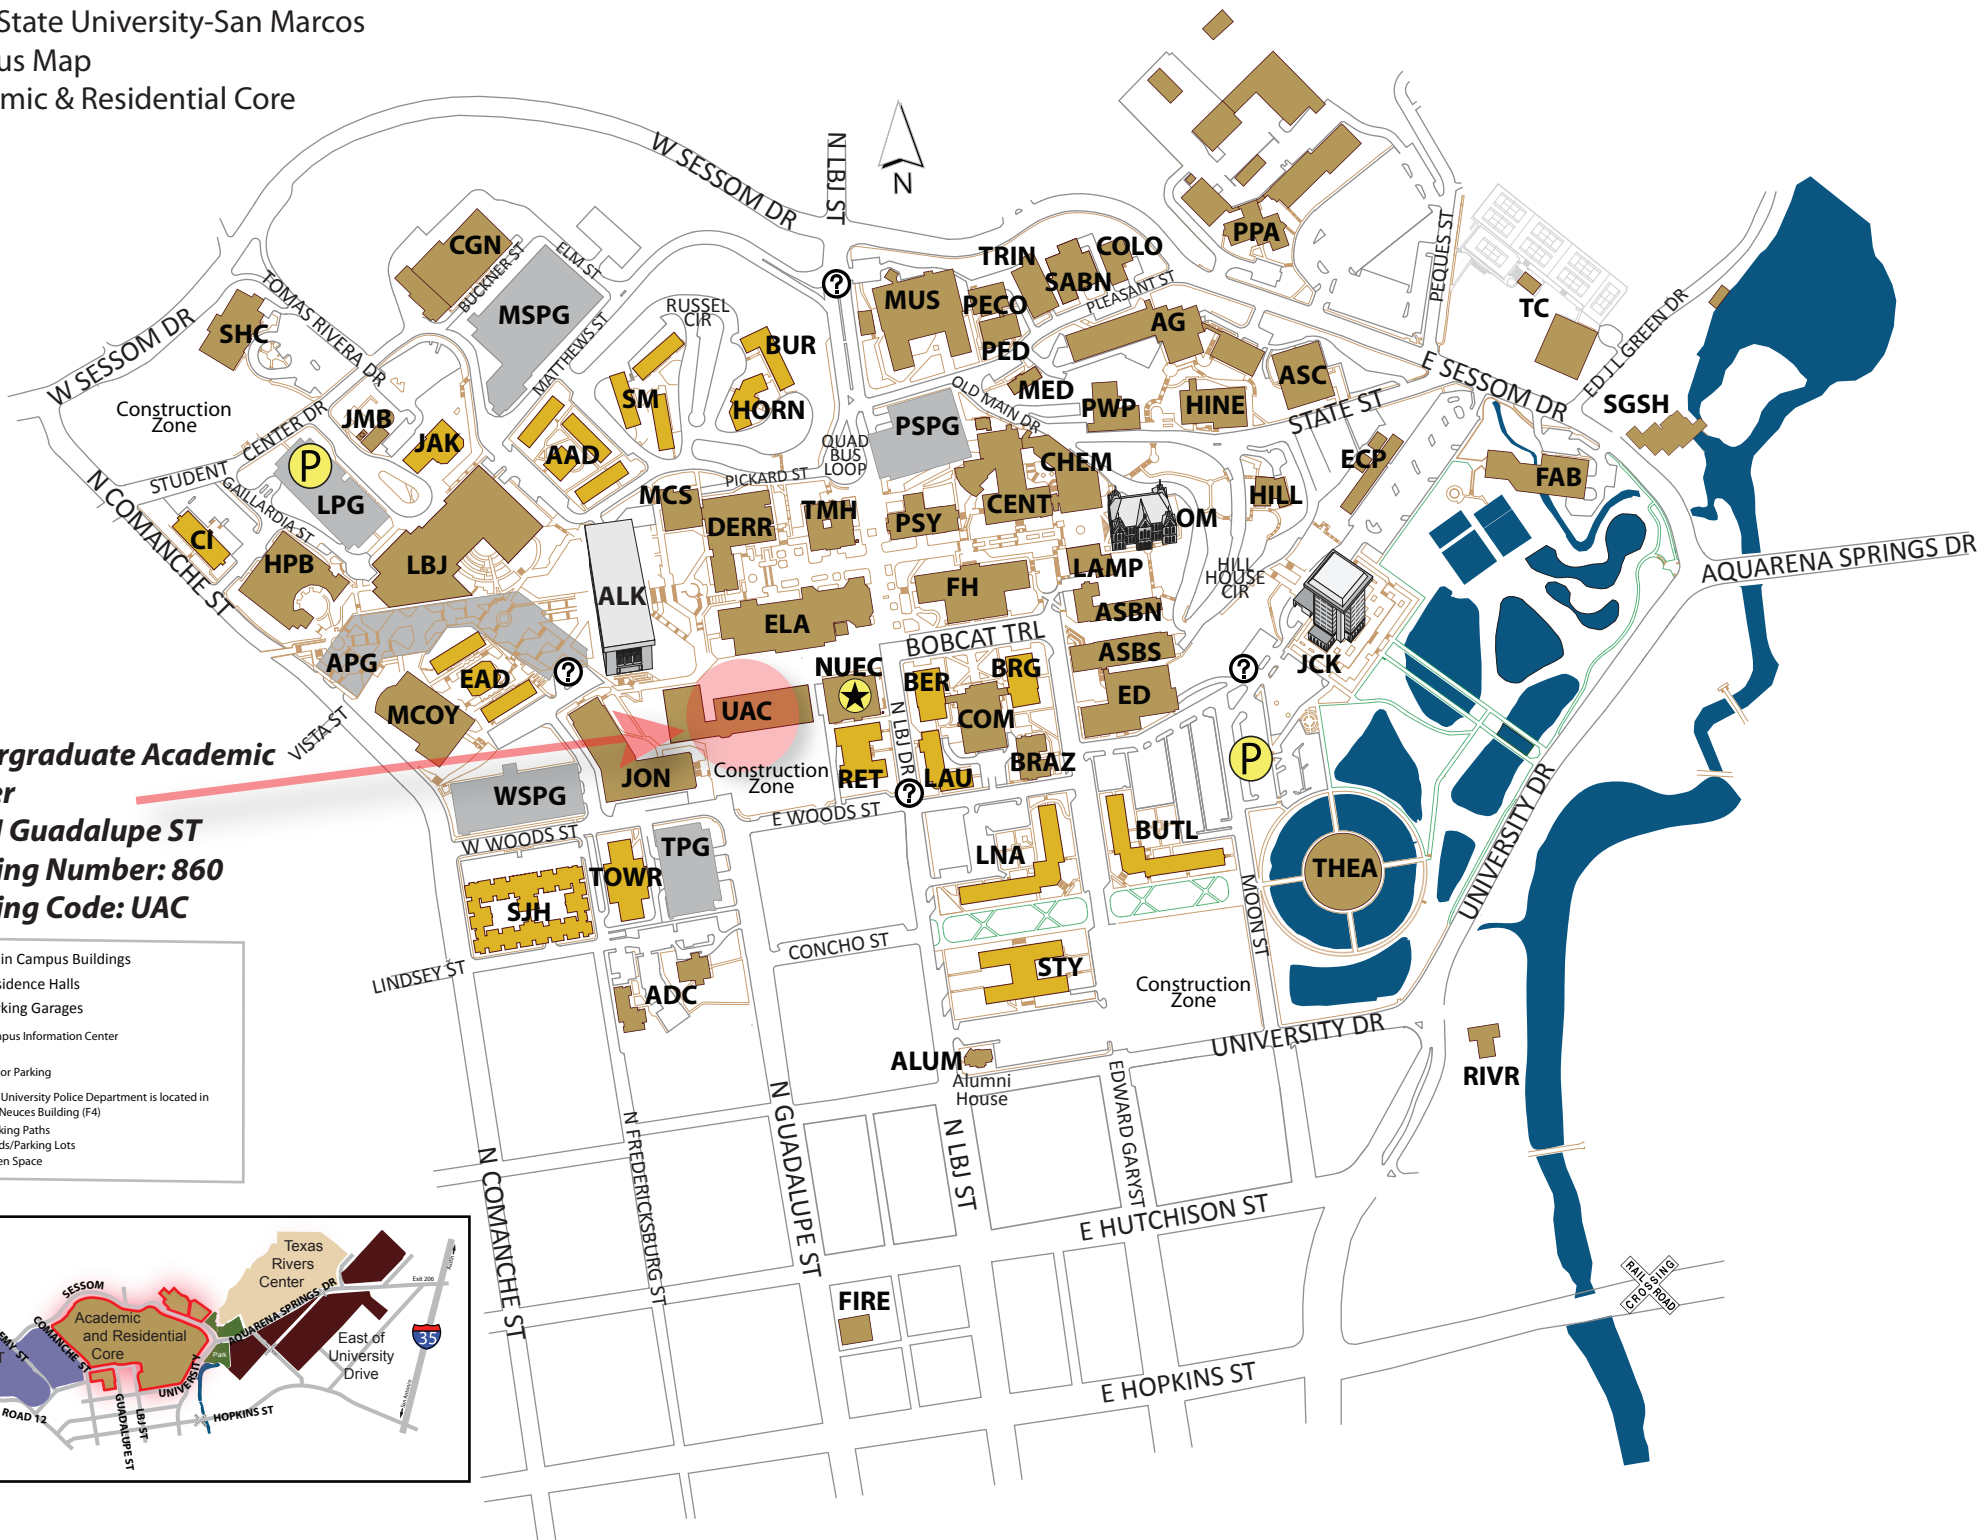 State University-San Marcos
us Map
mic & Residential Core
W SESSOM DR
N LBJ ST
N
PPA
PEQUES ST
TRIN
COLO
SABN
PLEASANT ST
CGN
BUCKNER ST
ELM ST
MSPG
MATTHEWS ST
TOMAS RIVERA DR
W SESSOM DR
SHC
RUSSEL
CIR
?
MUS
PECO
PED
AG
TC
ED J L GREEN DR
E SESSOM DR
BUR
HORN
SM
MED
OLD MAIN DR
PWP
HINE
ASC
STATE ST
SGSH
Construction
Zone
STUDENT CENTER DR
JMB
JAK
AAD
P
LPG
GAILLARDIA ST
QUAD
BUS
LOOP
PSPG
CHEM
ECP
FAB
N COMANCHE ST
CI
HPB
LBJ
PICKARD ST
MCS
DERR
TMH
PSY
CENT
OM
HILL
AQUARENA SPRINGS DR
ALK
ELA
FH
LAMP
ASBN
HILL
HOUSE
CIR
BOBCAT TRL
ASBS
JCK
APG
EAD
?
NUEC
BER
BRG
?
MCOY
VISTA ST
UAC
N LBJ DR
COM
ED
JON
Construction
Zone
RET
LAU
BRAZ
P
WSPG
?
rgraduate Academic
er
N Guadalupe ST
ing Number: 860
ing Code: UAC
W WOODS ST
E WOODS ST
TPG
TOWR
SJH
LNA
BUTL
MOON ST
THEA
UNIVERSITY DR
CONCHO ST
LINDSEY ST
ADC
STY
Construction
Zone
in Campus Buildings
sidence Halls
king Garages
mpus Information Center
or Parking
University Police Department is located in
Neuces Building (F4)
king Paths
ds/Parking Lots
en Space
UNIVERSITY DR
ALUM
Alumni
House
RIVR
N COMANCHE ST
N FREDERICKSBURG ST
N GUADALUPE ST
N LBJ ST
EDWARD GARYST
E HUTCHISON ST
FIRE
RAILROAD
CROSSING
E HOPKINS ST
Texas
Rivers
Center
SESSOM
Academic
and Residential
Core
COMANCHE ST
EMY ST
T
AQUARENA SPRINGS DR
Exit 206
Austin
Park
East of
University
Drive
35
UNIVERSITY
San Antonio
ROAD 12
GUADALUPE ST
LBJ ST
HOPKINS ST